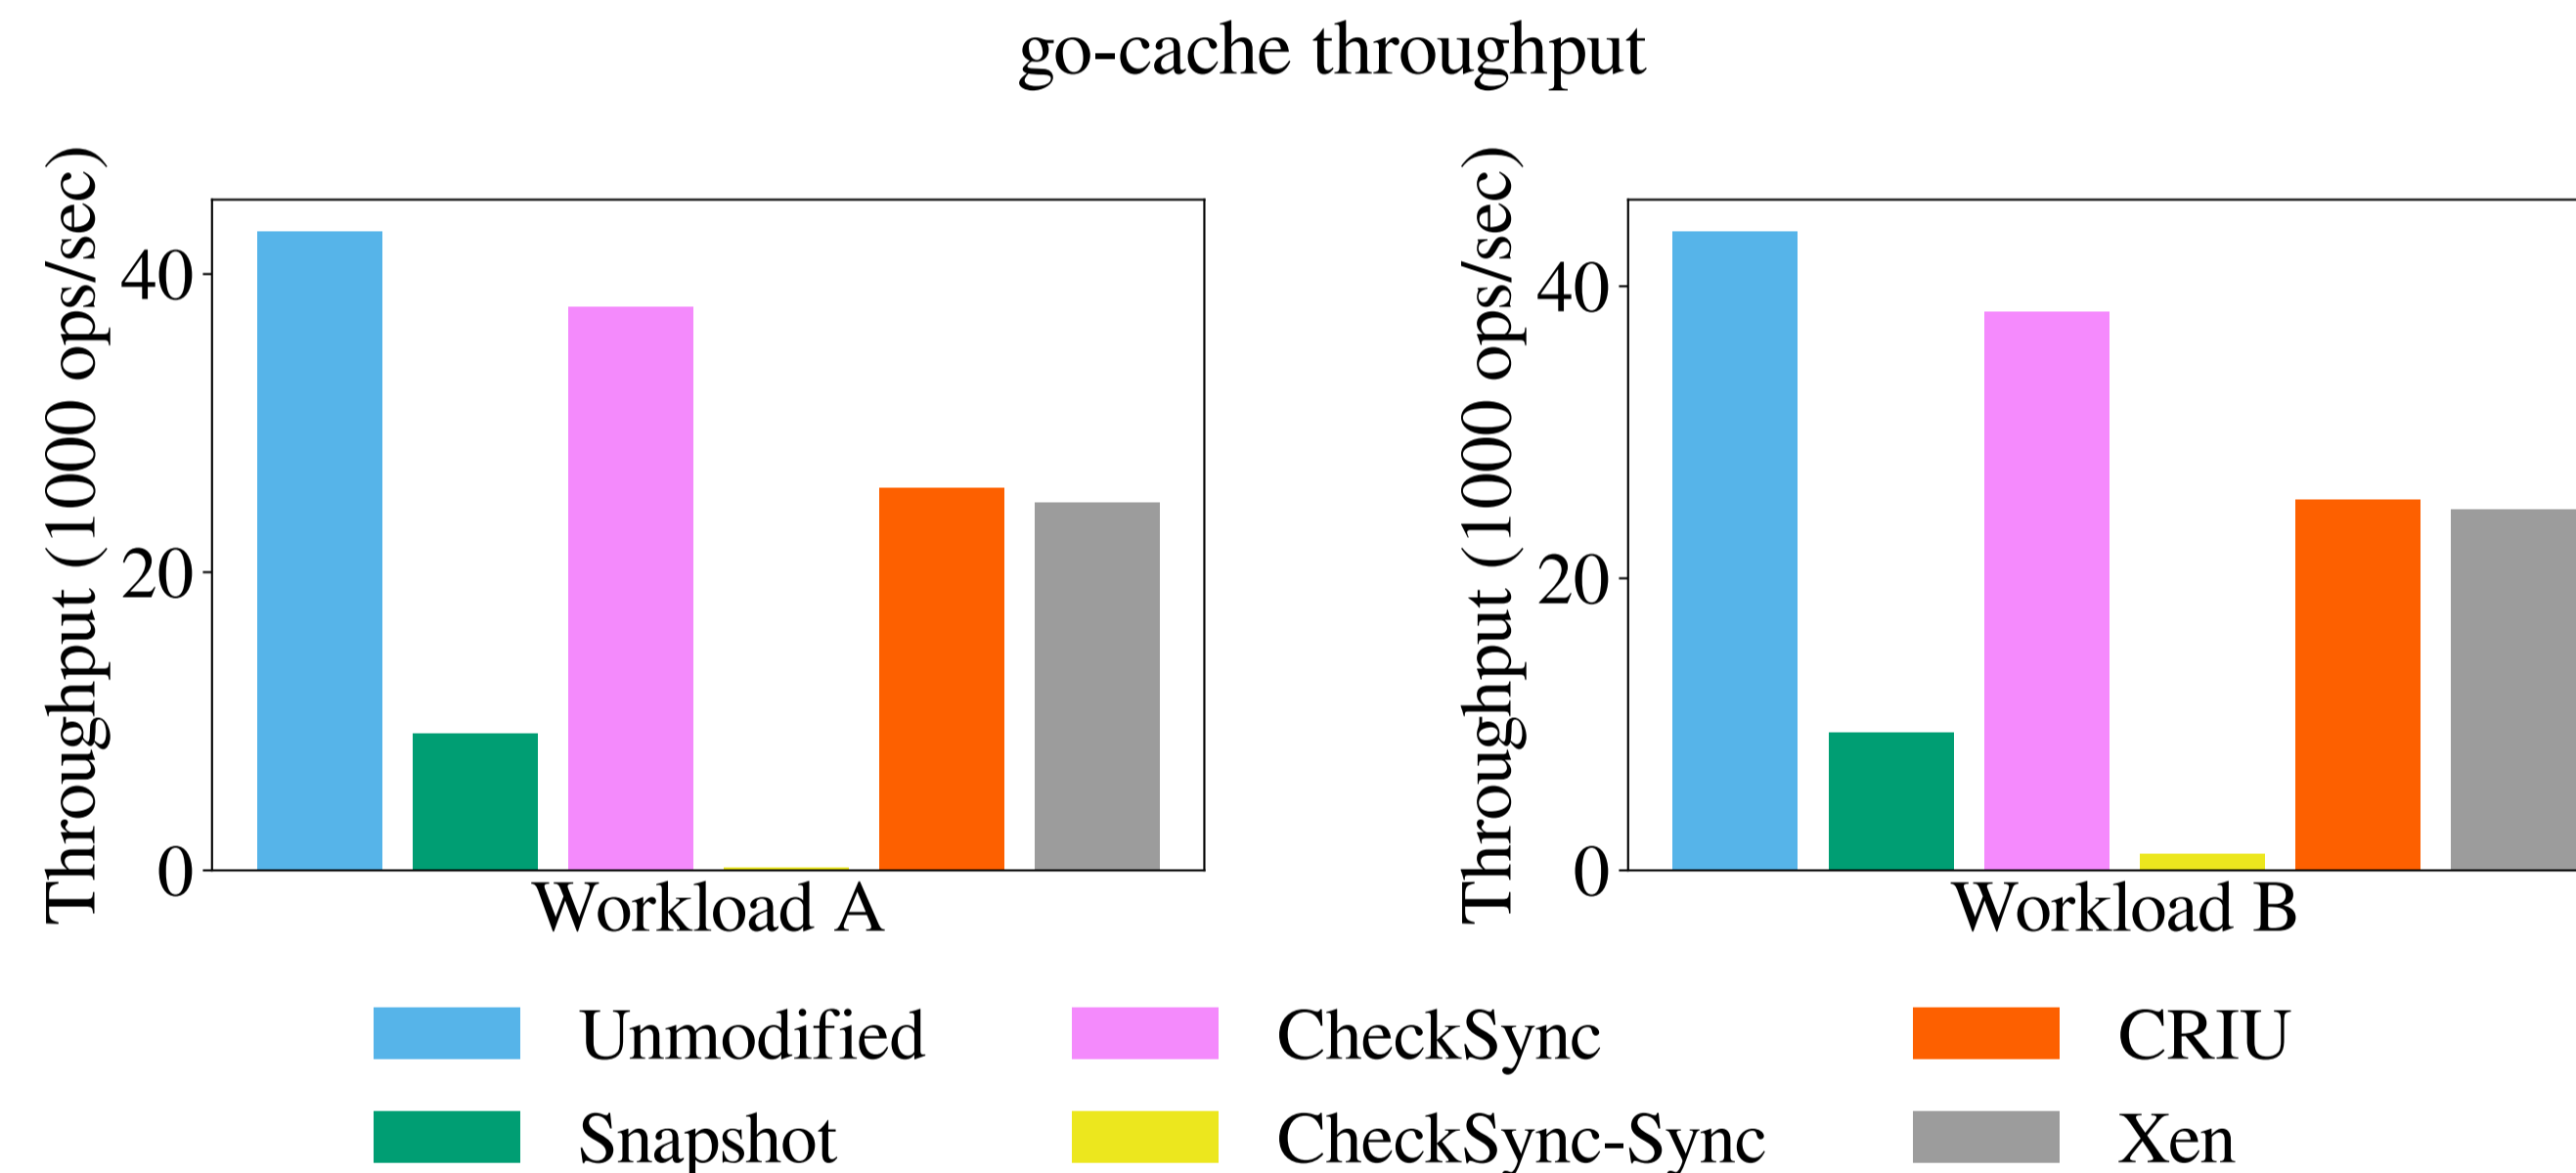 go-cache throughput
Throughput (1000 ops/sec)
40
20
0
Workload A
Throughput (1000 ops/sec)
40
20
0
Workload B
Unmodified
CheckSync
CRIU
Snapshot
CheckSync-Sync
Xen